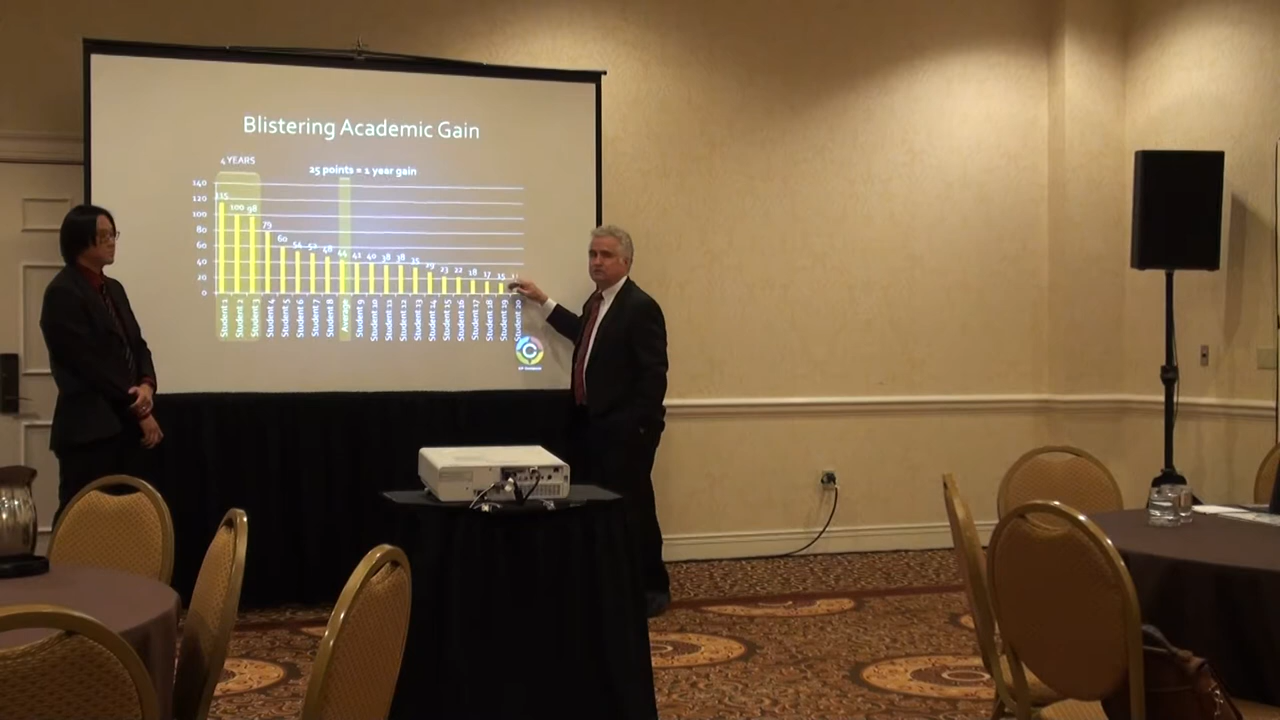 Blistering Academic Gain
4 YEARS
25 points = 1 year gain
140
120
100
80
60
40
20
0
115
100
98
79
60
54
52
48
44
41
40
38
38
35
29
23
22
18
17
15
Student 1
Student 2
Student 3
Student 4
Student 5
Student 6
Student 7
Student 8
Average
Student 9
Student 10
Student 11
Student 12
Student 13
Student 14
Student 15
Student 16
Student 17
Student 18
Student 19
Student 20
C